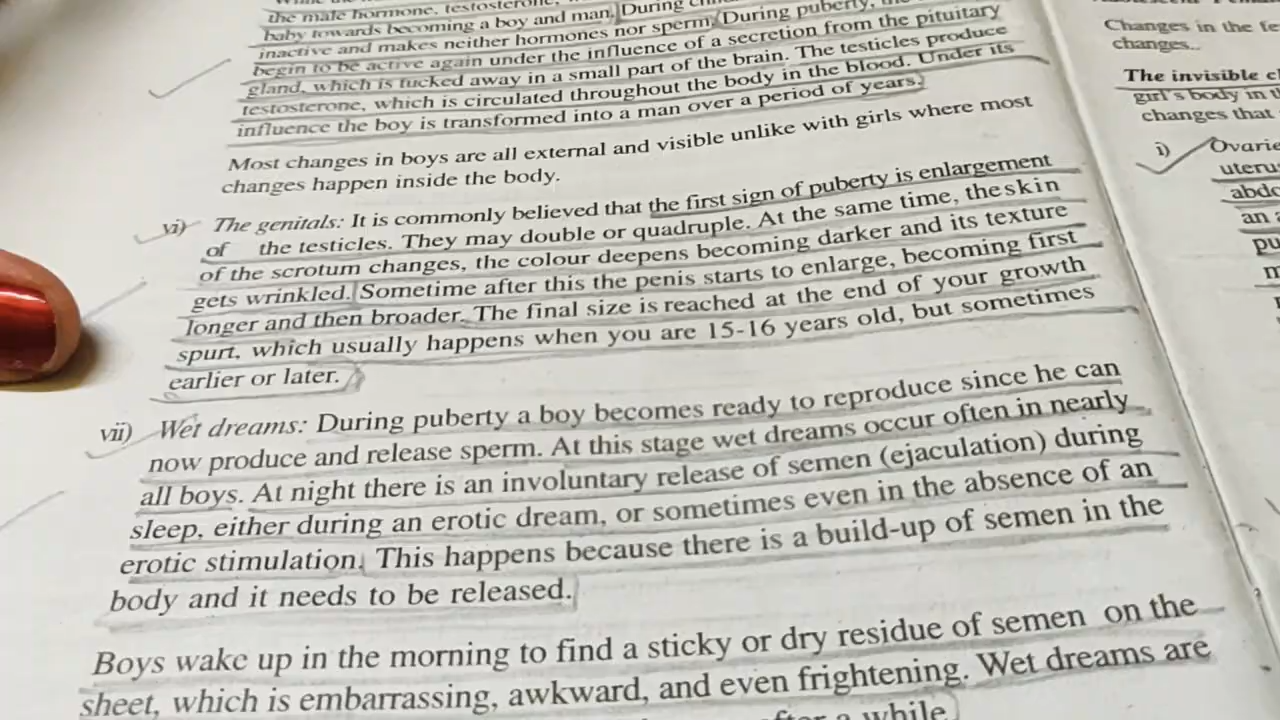 the male hormone, testosterone,
baby towards becoming a boy and man. During
inactive and makes neither hormones nor sperm. During puberty,
begin to be active again under the influence of a secretion from the pituitary
gland, which is tucked away in a small part of the brain. The testicles produce
testosterone, which is circulated throughout the body in the blood. Under its
influence the boy is transformed into a man over a period of years.
Most changes in boys are all external and visible unlike with girls where most
changes happen inside the body.
vi) The genitals: It is commonly believed that the first sign of puberty is enlargement
of the testicles. They may double or quadruple. At the same time, the skin
of the scrotum changes, the colour deepens becoming darker and its texture
gets wrinkled. Sometime after this the penis starts to enlarge, becoming first
longer and then broader. The final size is reached at the end of your growth
spurt, which usually happens when you are 15-16 years old, but sometimes
earlier or later.
vii) Wet dreams: During puberty a boy becomes ready to reproduce since he can
now produce and release sperm. At this stage wet dreams occur often in nearly
all boys. At night there is an involuntary release of semen (ejaculation) during
sleep, either during an erotic dream, or sometimes even in the absence of an
erotic stimulation. This happens because there is a build-up of semen in the
body and it needs to be released.
Boys wake up in the morning to find a sticky or dry residue of semen on the
sheet, which is embarrassing, awkward, and even frightening. Wet dreams are
after a while
Changes in the fe
changes..
The invisible c
girl's body in t
changes that
i) Ovarie
uteru
abdo
an
pu
m